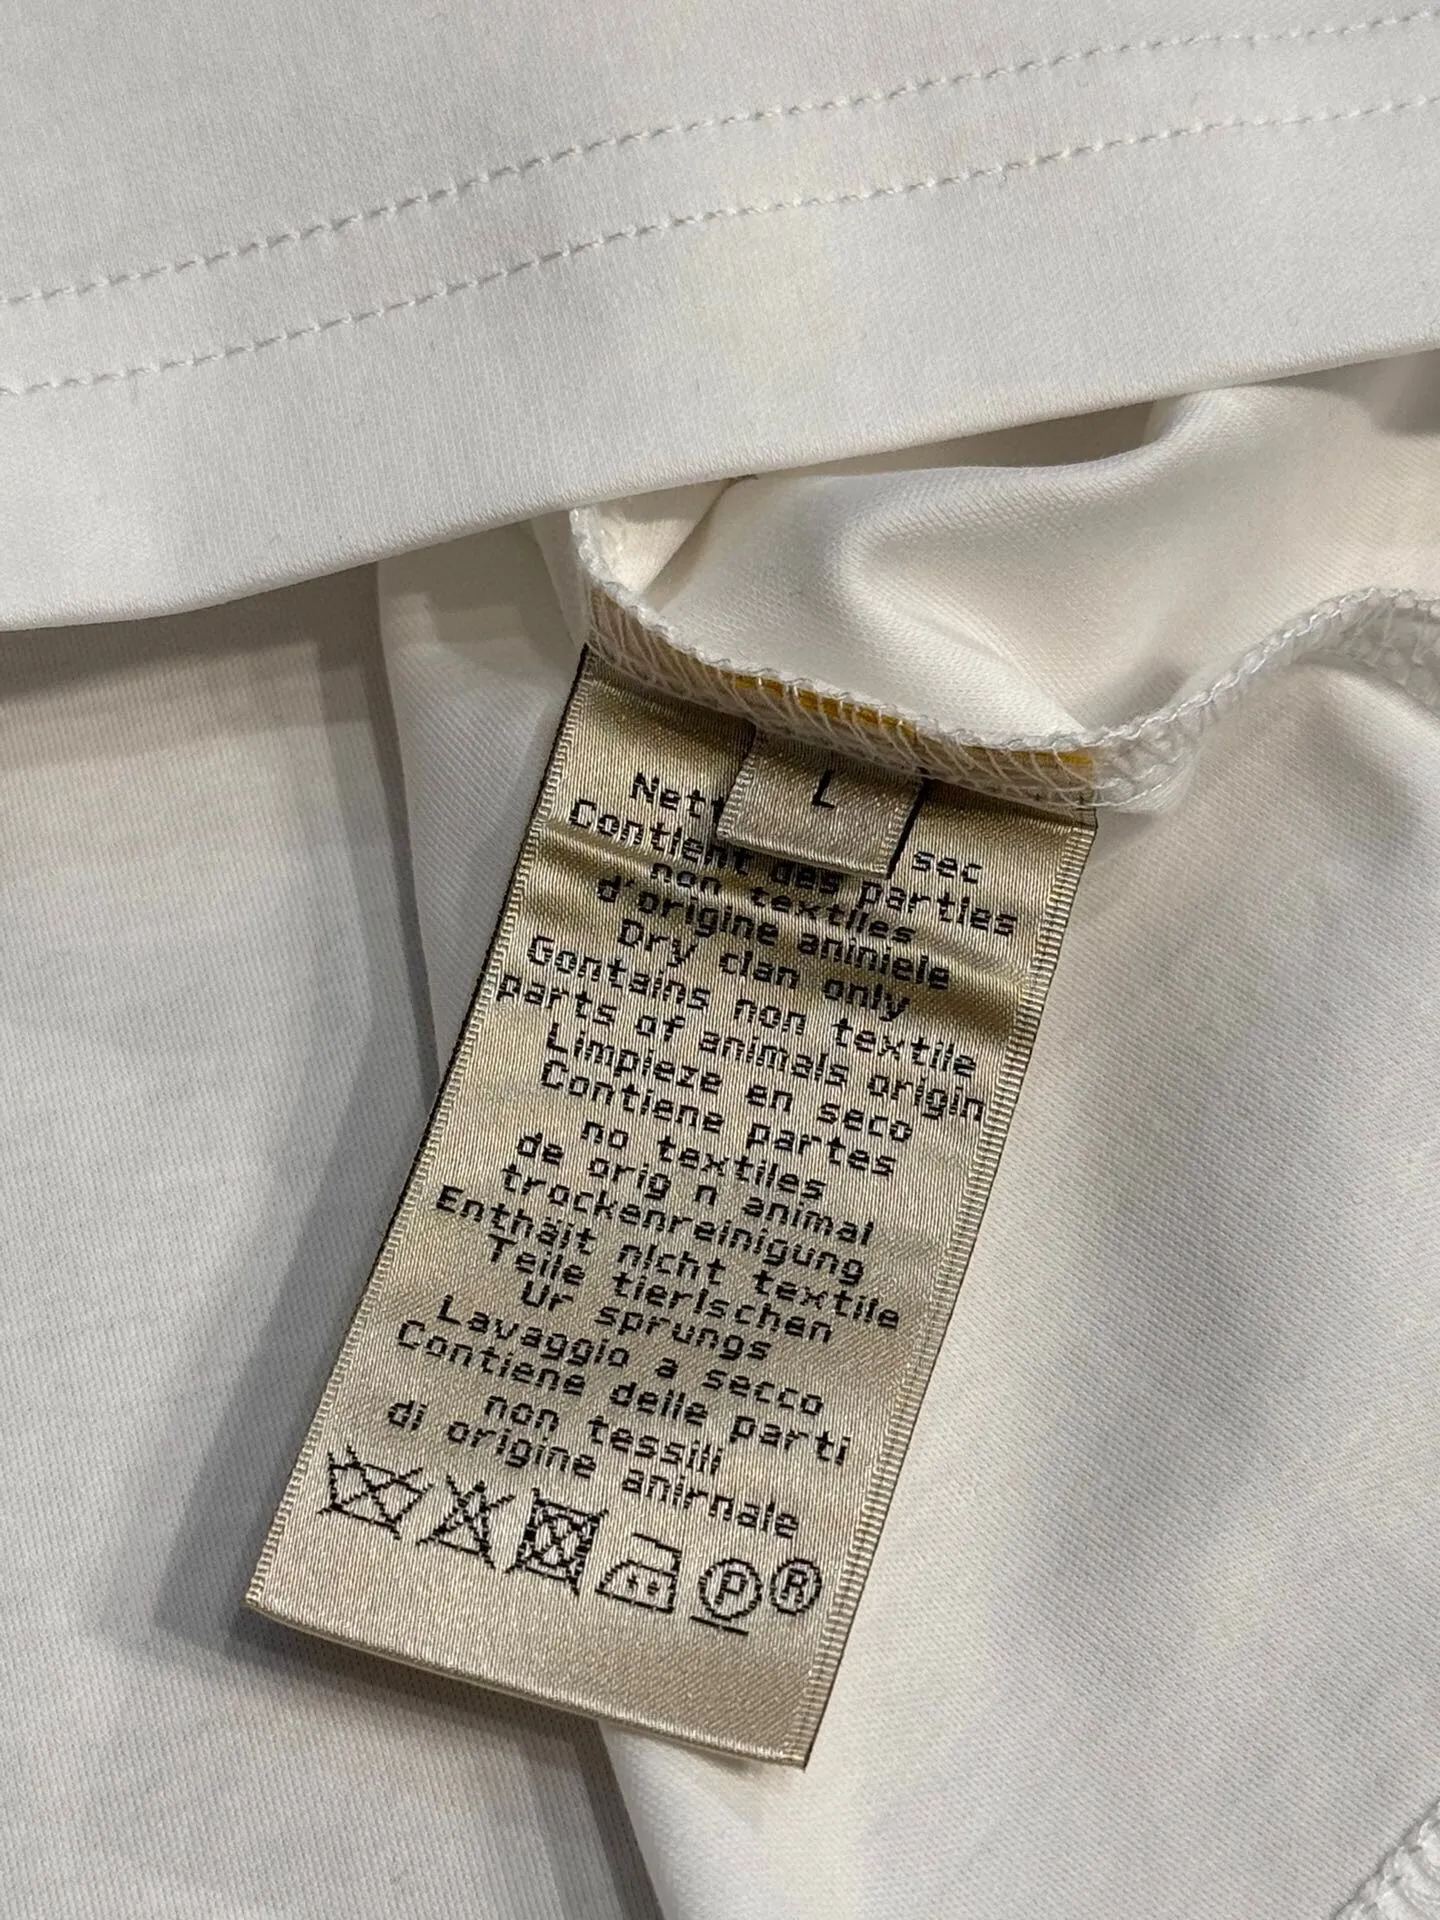 L
sec
Contient des parties
non textiles
d'origine aniniele
Dry clan only
Gontains non textile
parts of animals origin
Limpieze en seco
Contiene partes
no textiles
de orig n animal
trockenreinigung
Enthält nicht textile
Teile tierischen
Ur sprungs
Lavaggio a secco
Contiene delle parti
non tessili
di origine anirnale
P R